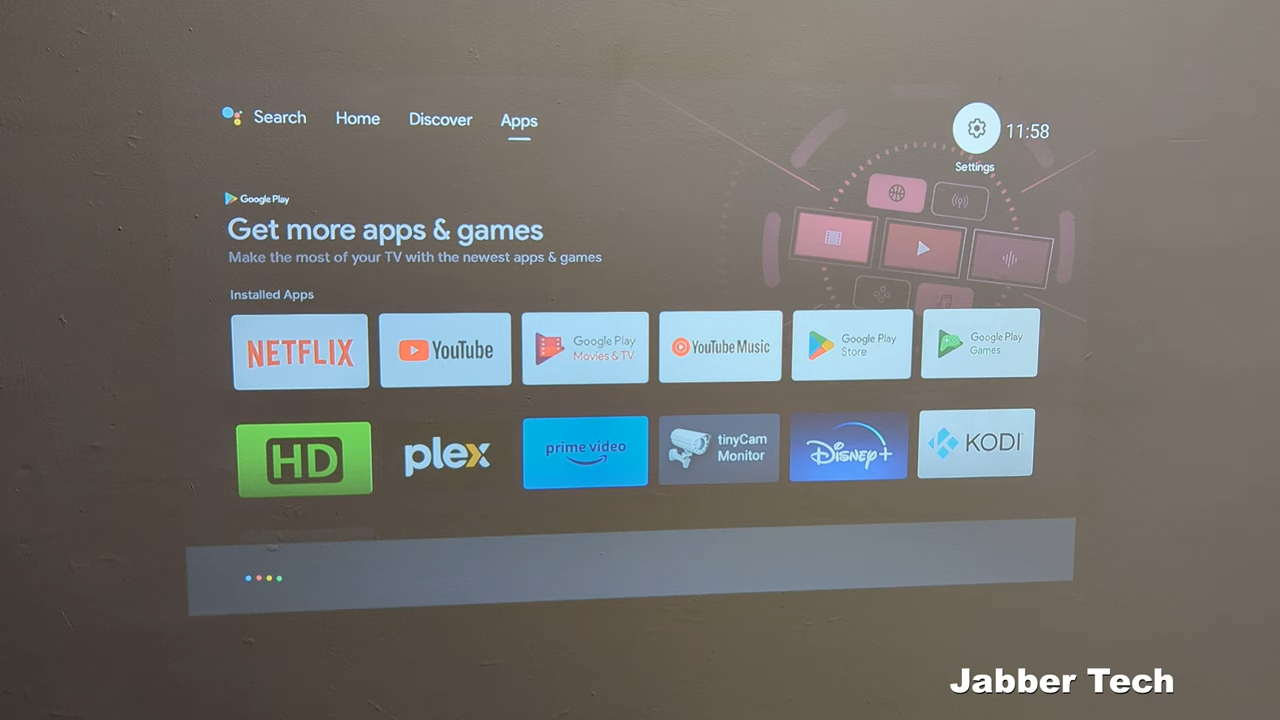 Search Home Discover Apps
11:58
Settings
Google Play
Get more apps & games
Make the most of your TV with the newest apps & games
Installed Apps
NETFLIX
YouTube
Google Play
Movies & TV
YouTube Music
Google Play
Store
Google Play
Games
HD
plex
prime video
tinyCam
Monitor
Disney+
KODI
Jabber Tech